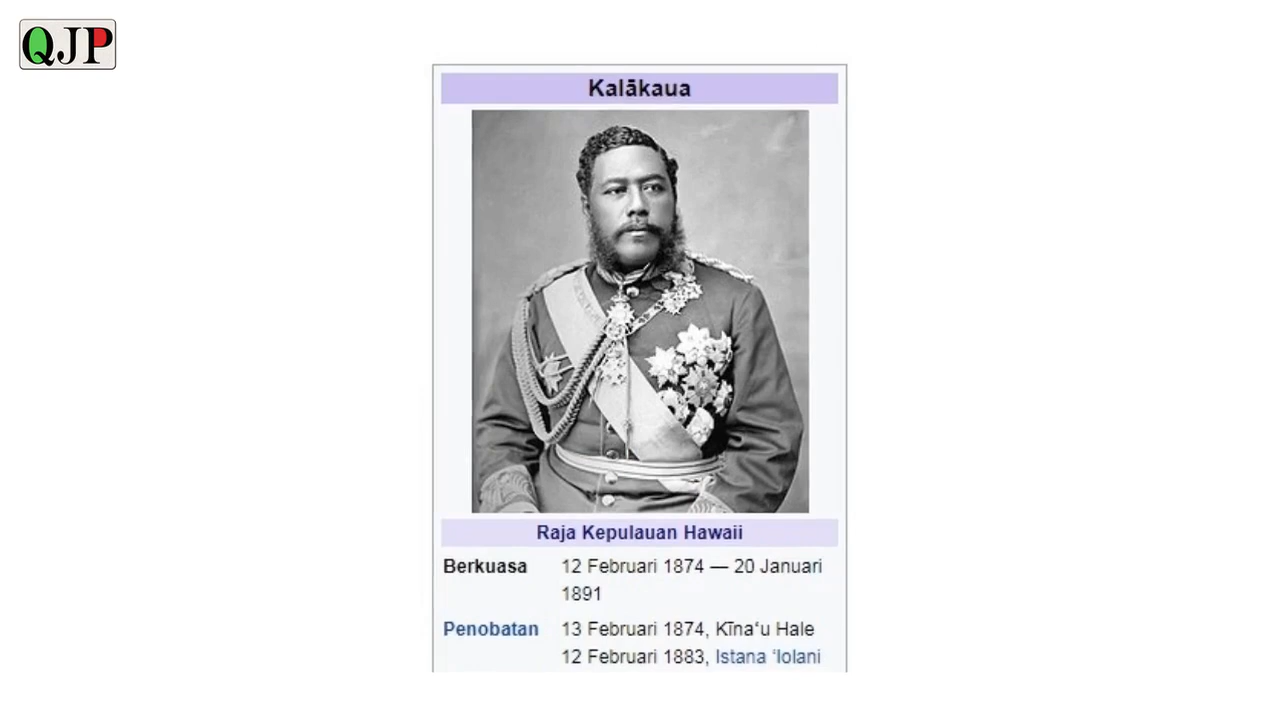 QJP
Kalākaua
Raja Kepulauan Hawaii
Berkuasa 12 Februari 1874 — 20 Januari
1891
Penobatan 13 Februari 1874, Kīnaʻu Hale
12 Februari 1883, Istana ʻIolani